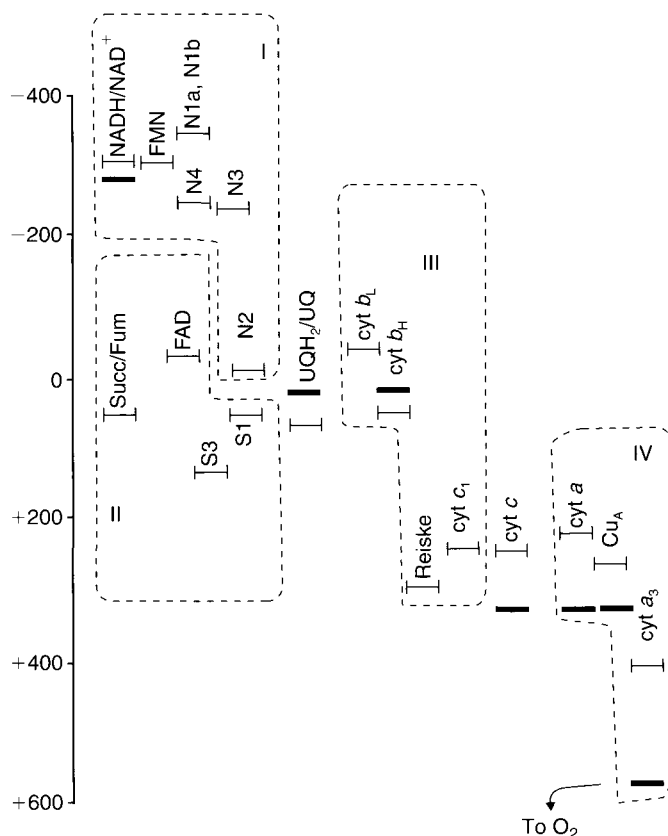 −400
−200
0
+200
+400
+600
I
NADH/NAD+
FMN
N1a, N1b
N4
N3
N2
II
Succ/Fum
FAD
S3
S1
UQH₂/UQ
III
cyt bL
cyt bH
Reiske
cyt c₁
cyt c
IV
cyt a
CuA
cyt a₃
To O₂